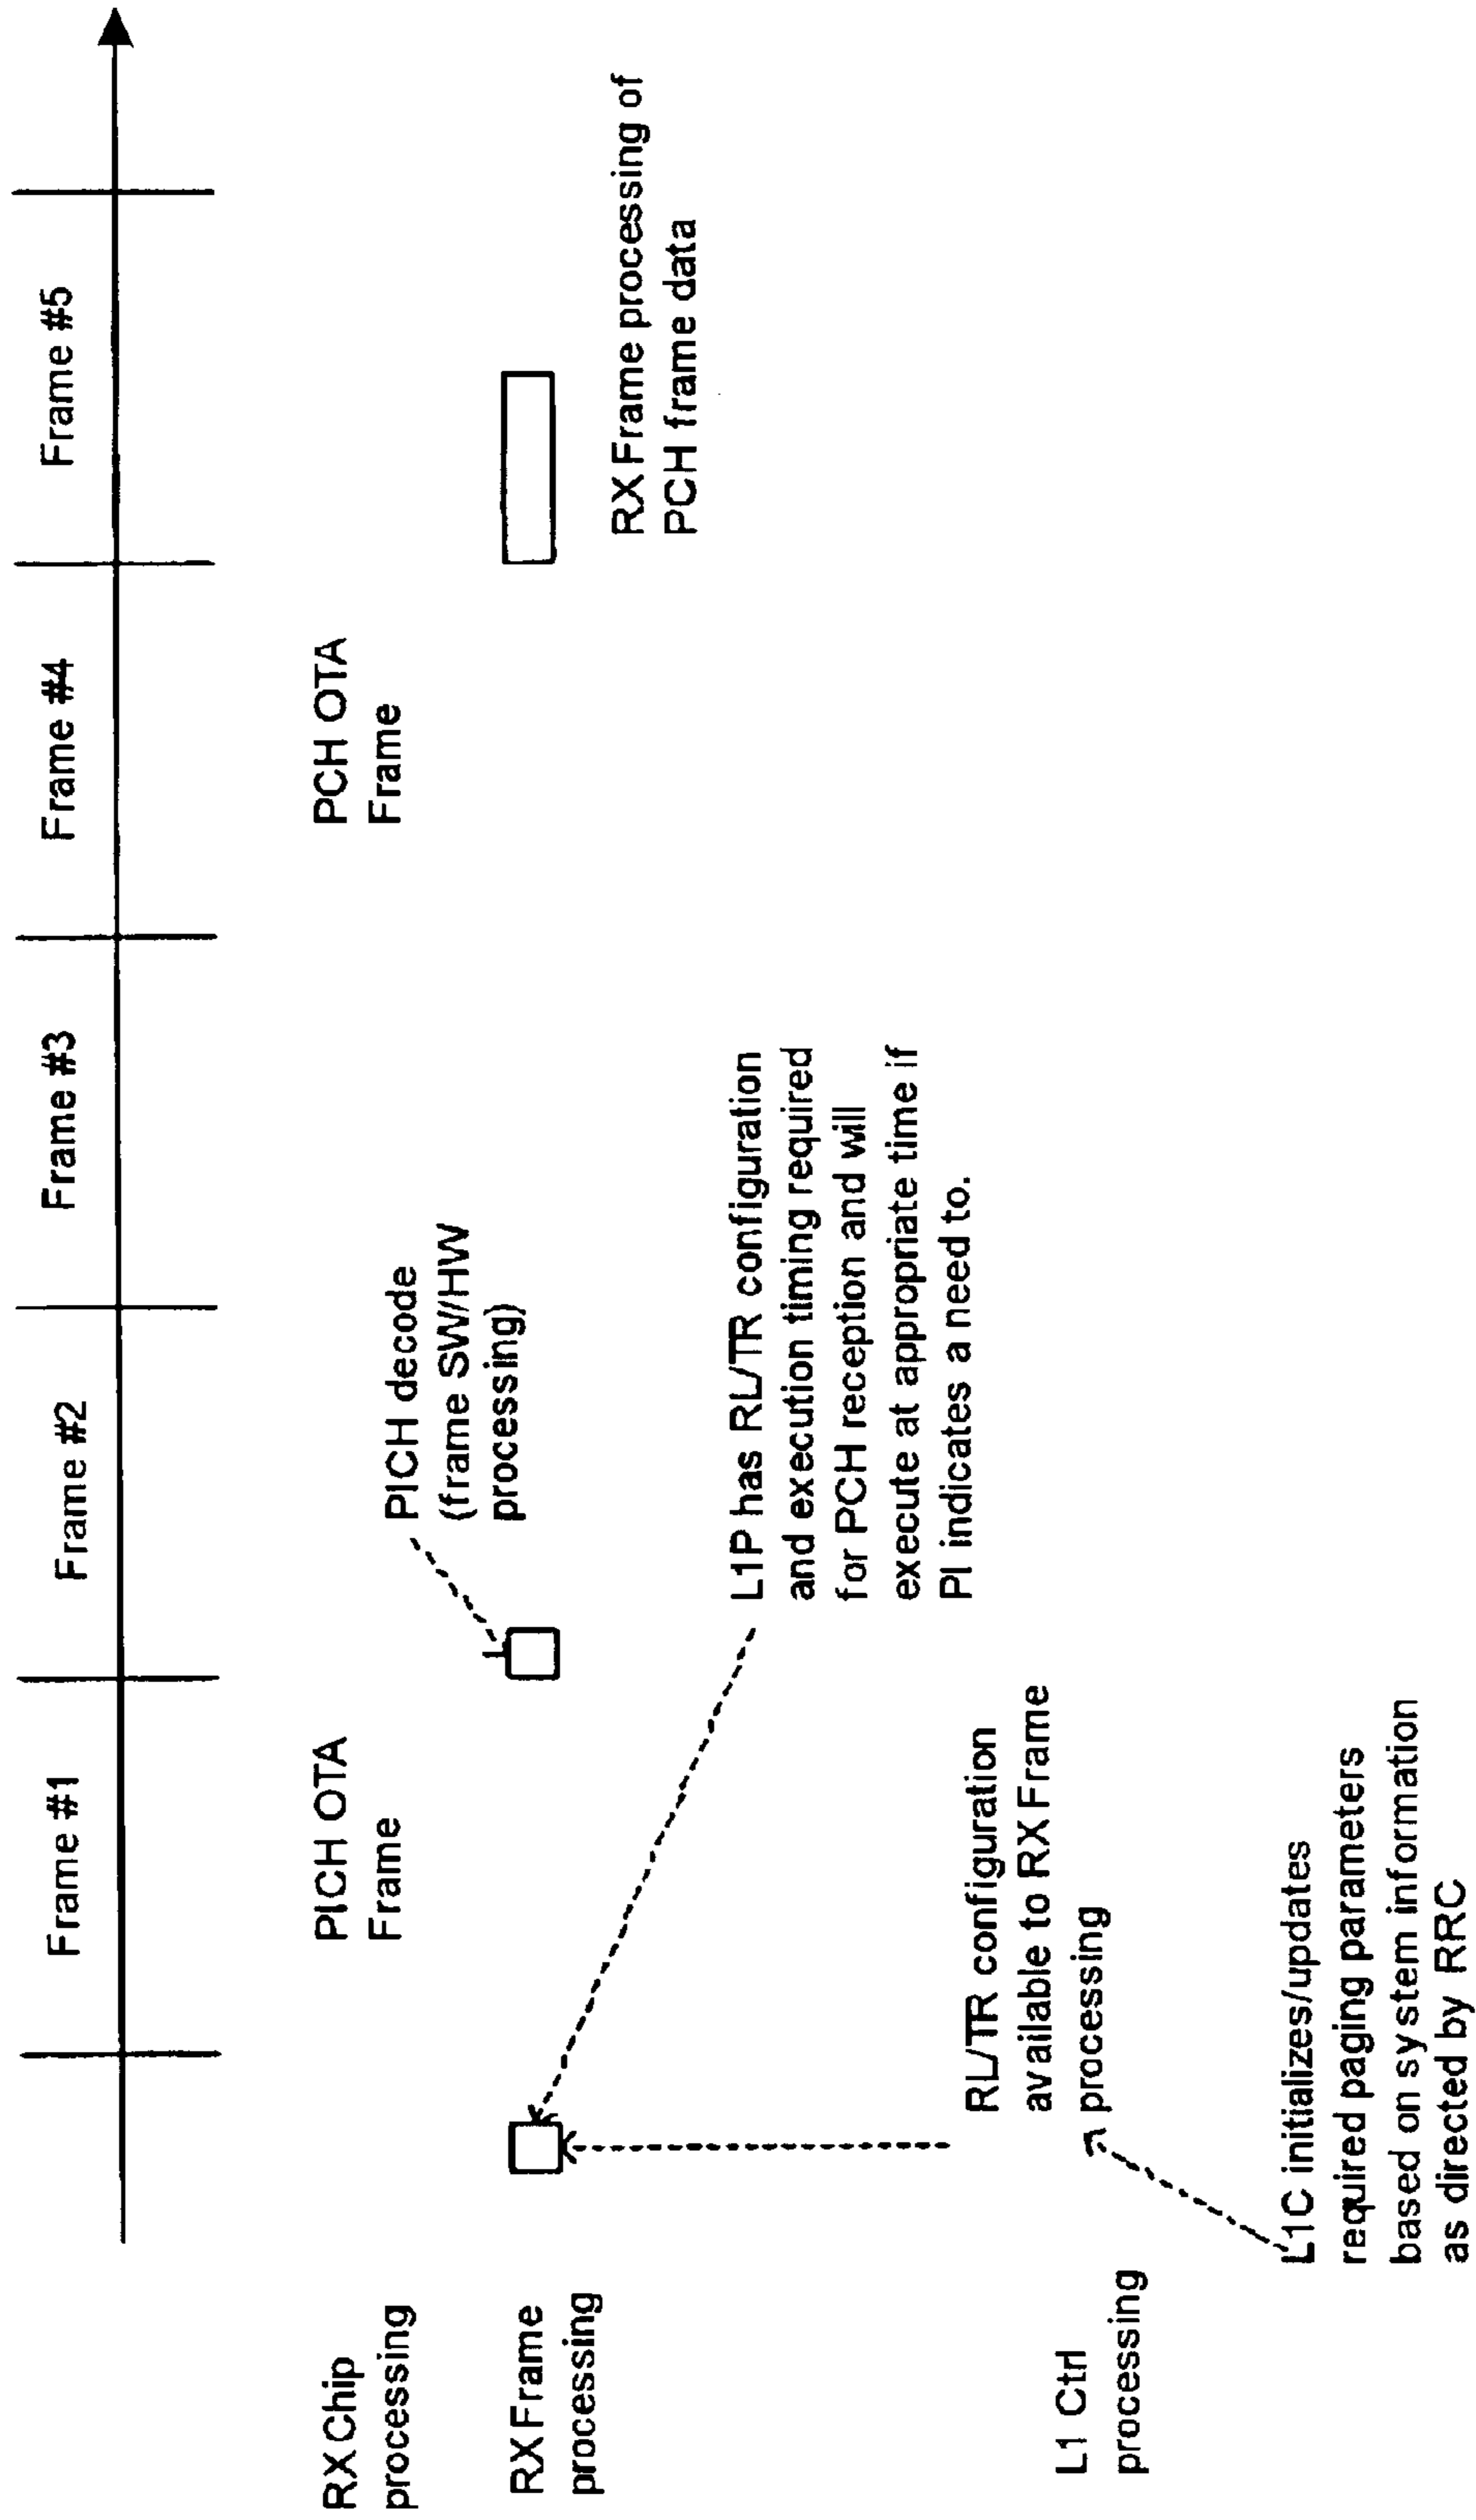 Frame #1
Frame #2
Frame #3
Frame #4
Frame #5
RX Chip
processing
PICH OTA
Frame
PCH OTA
Frame
RX Frame
processing
PICH decode
(frame SW/HW
processing)
RX Frame processing of
PCH frame data
L1P has RL/TR configuration
and execution timing required
for PCH reception and will
execute at appropriate time if
PI indicates a need to.
L1 Ctrl
processing
RL/TR configuration
available to RX Frame
processing
L1C initializes/updates
required paging parameters
based on system information
as directed by RRC